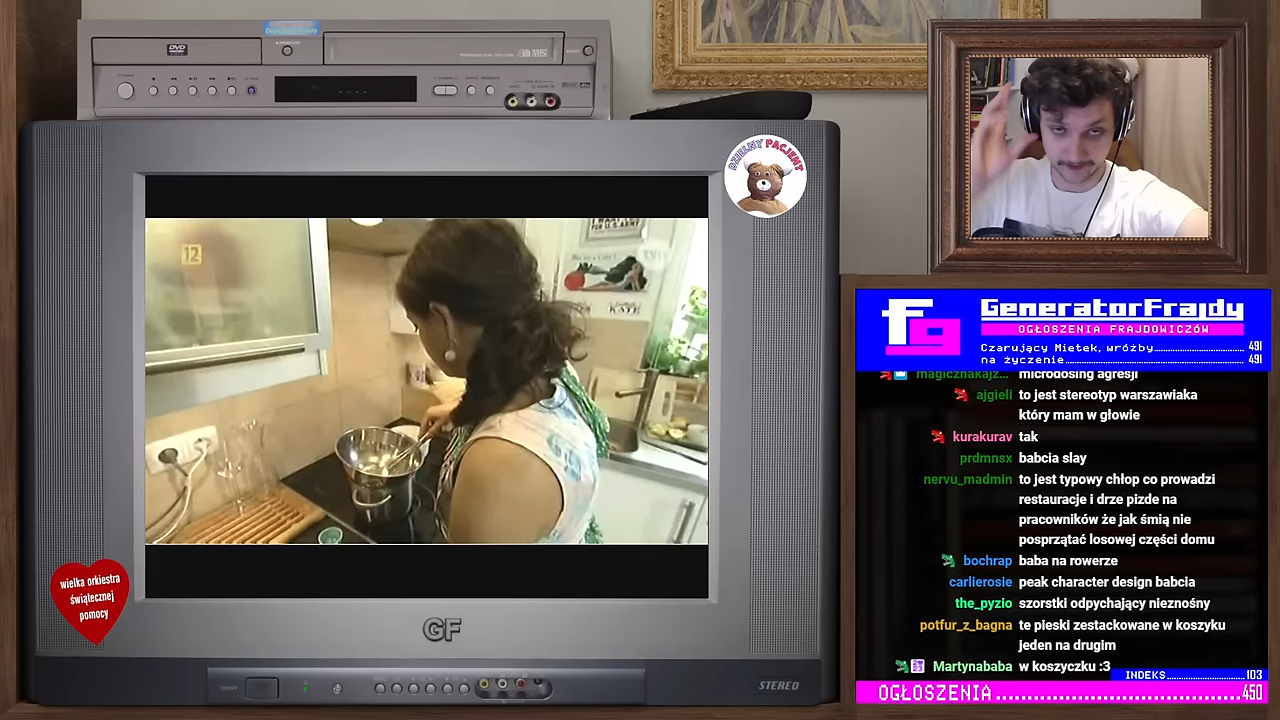 DVD
DZIELNY PACJENT
12
KATE
wielka orkiestra
świątecznej
pomocy
GF
STEREO
fg
GeneratorFrajdy
OGŁOSZENIA FRAJDOWICZÓW
Czarujący Mietek, wróżby 491
na życzenie 491
magicznakajz... microdosing agresji
ajgieli to jest stereotyp warszawiaka
który mam w głowie
kurakurav tak
prdmnsx babcia slay
nervu_madmin to jest typowy chłop co prowadzi
restauracje i drze pizde na
pracowników że jak śmią nie
posprzątać losowej części domu
bochrap baba na rowerze
carlierosie peak character design babcia
the_pyzio szorstki odpychający nieznośny
potfur_z_bagna te pieski zestackowane w koszyku
jeden na drugim
Martynababa w koszyczku :3
INDEKS 103
OGŁOSZENIA 450